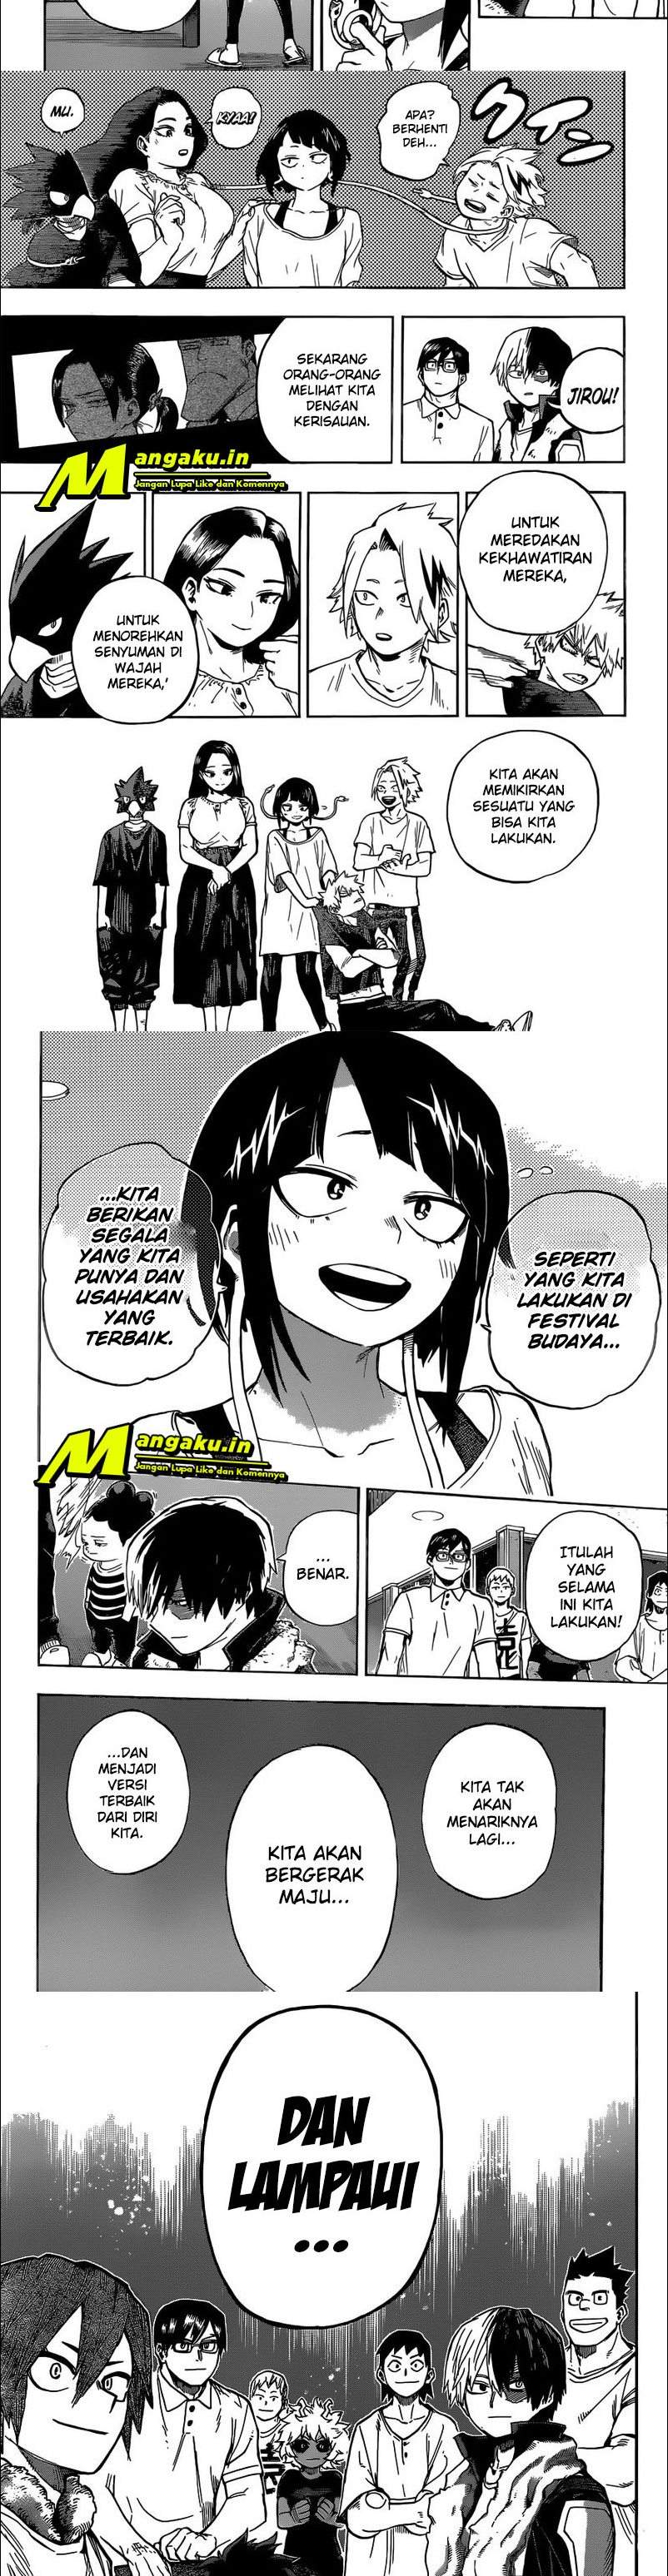 クイーン
APA?
BERHENTI
DEH...
KYAA!
MU.
JIROU!
SEKARANG
ORANG-ORANG
MELIHAT KITA
DENGAN
KERISAUAN.
Mangaku.in
Jangan Lupa Like dan Komennya
UNTUK
MEREDAKAN
KEKHAWATIRAN
MEREKA,
UNTUK
MENOREHKAN
SENYUMAN DI
WAJAH
MEREKA,'
KITA AKAN
MEMIKIRKAN
SESUATU YANG
BISA KITA
LAKUKAN.
SEPERTI
YANG KITA
LAKUKAN DI
FESTIVAL
BUDAYA...
...KITA
BERIKAN
SEGALA
YANG KITA
PUNYA DAN
USAHAKAN
YANG
TERBAIK.
Mangaku.in
Jangan Lupa Like dan Komennya
ITULAH
YANG
SELAMA
INI KITA
LAKUKAN!
...
BENAR.
KITA TAK
AKAN
MENARIKNYA
LAGI...
KITA AKAN
BERGERAK
MAJU...
...DAN
MENJADI
VERSI
TERBAIK
DARI DIRI
KITA.
DAN
LAMPAUI
...